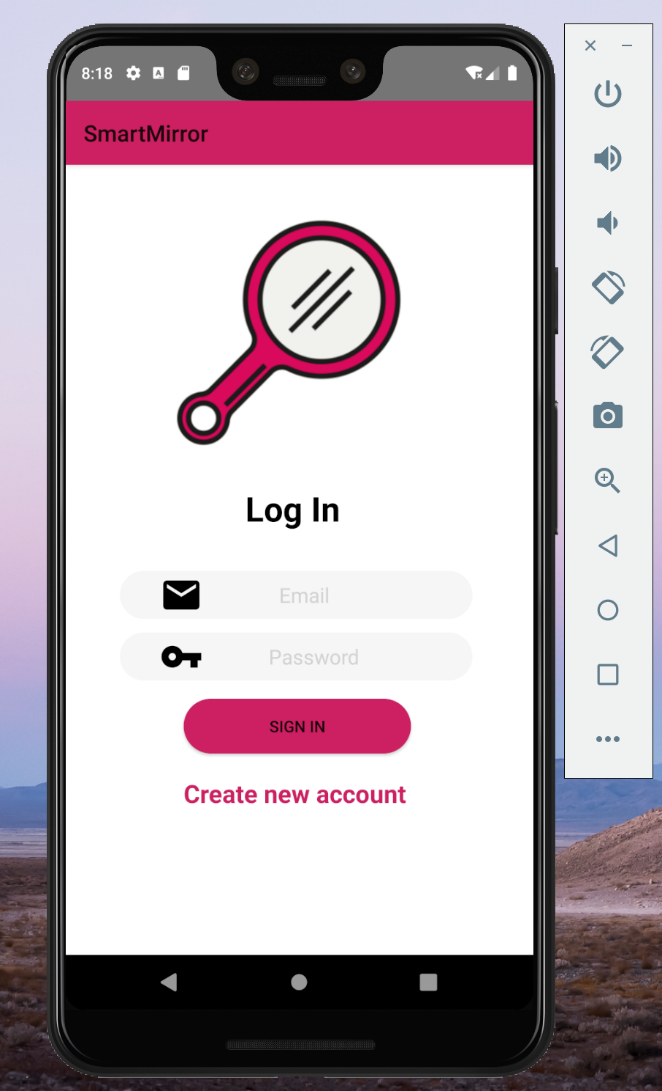 8:18
SmartMirror
Log In
Email
Password
SIGN IN
Create new account